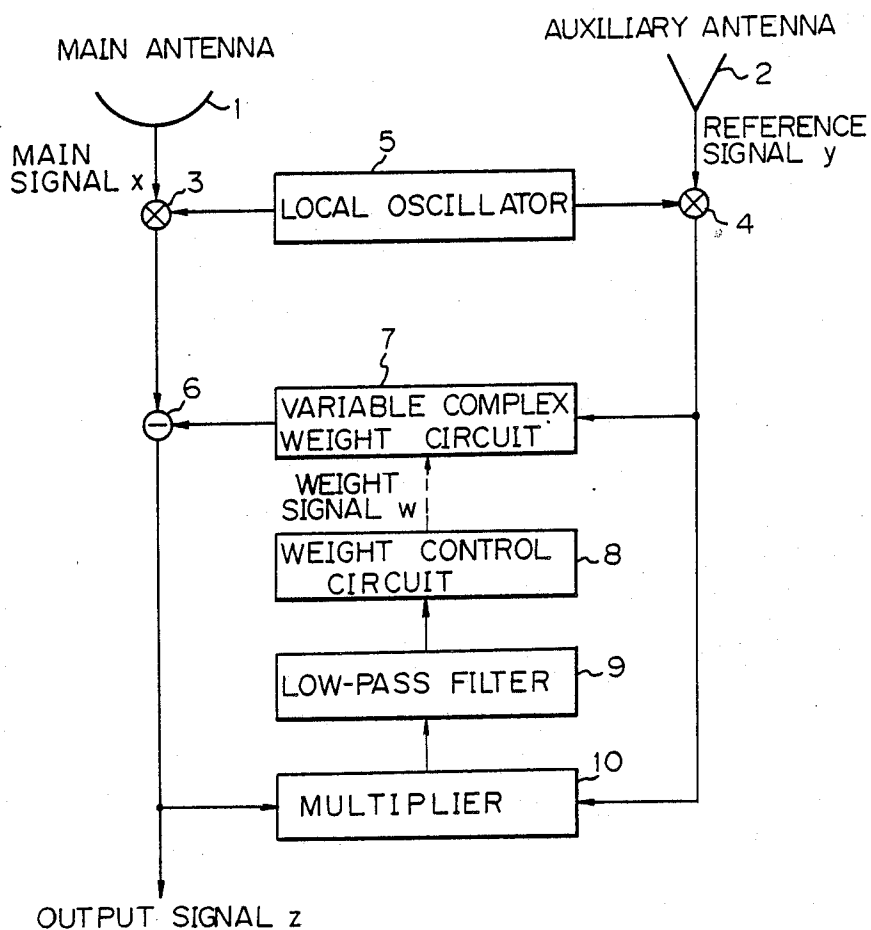 MAIN ANTENNA
AUXILIARY ANTENNA
1
2
MAIN
SIGNAL x
REFERENCE
SIGNAL y
3
5
LOCAL OSCILLATOR
4
6
7
VARIABLE COMPLEX
WEIGHT CIRCUIT
WEIGHT
SIGNAL w
WEIGHT CONTROL
CIRCUIT
8
LOW-PASS FILTER
9
MULTIPLIER
10
OUTPUT SIGNAL z